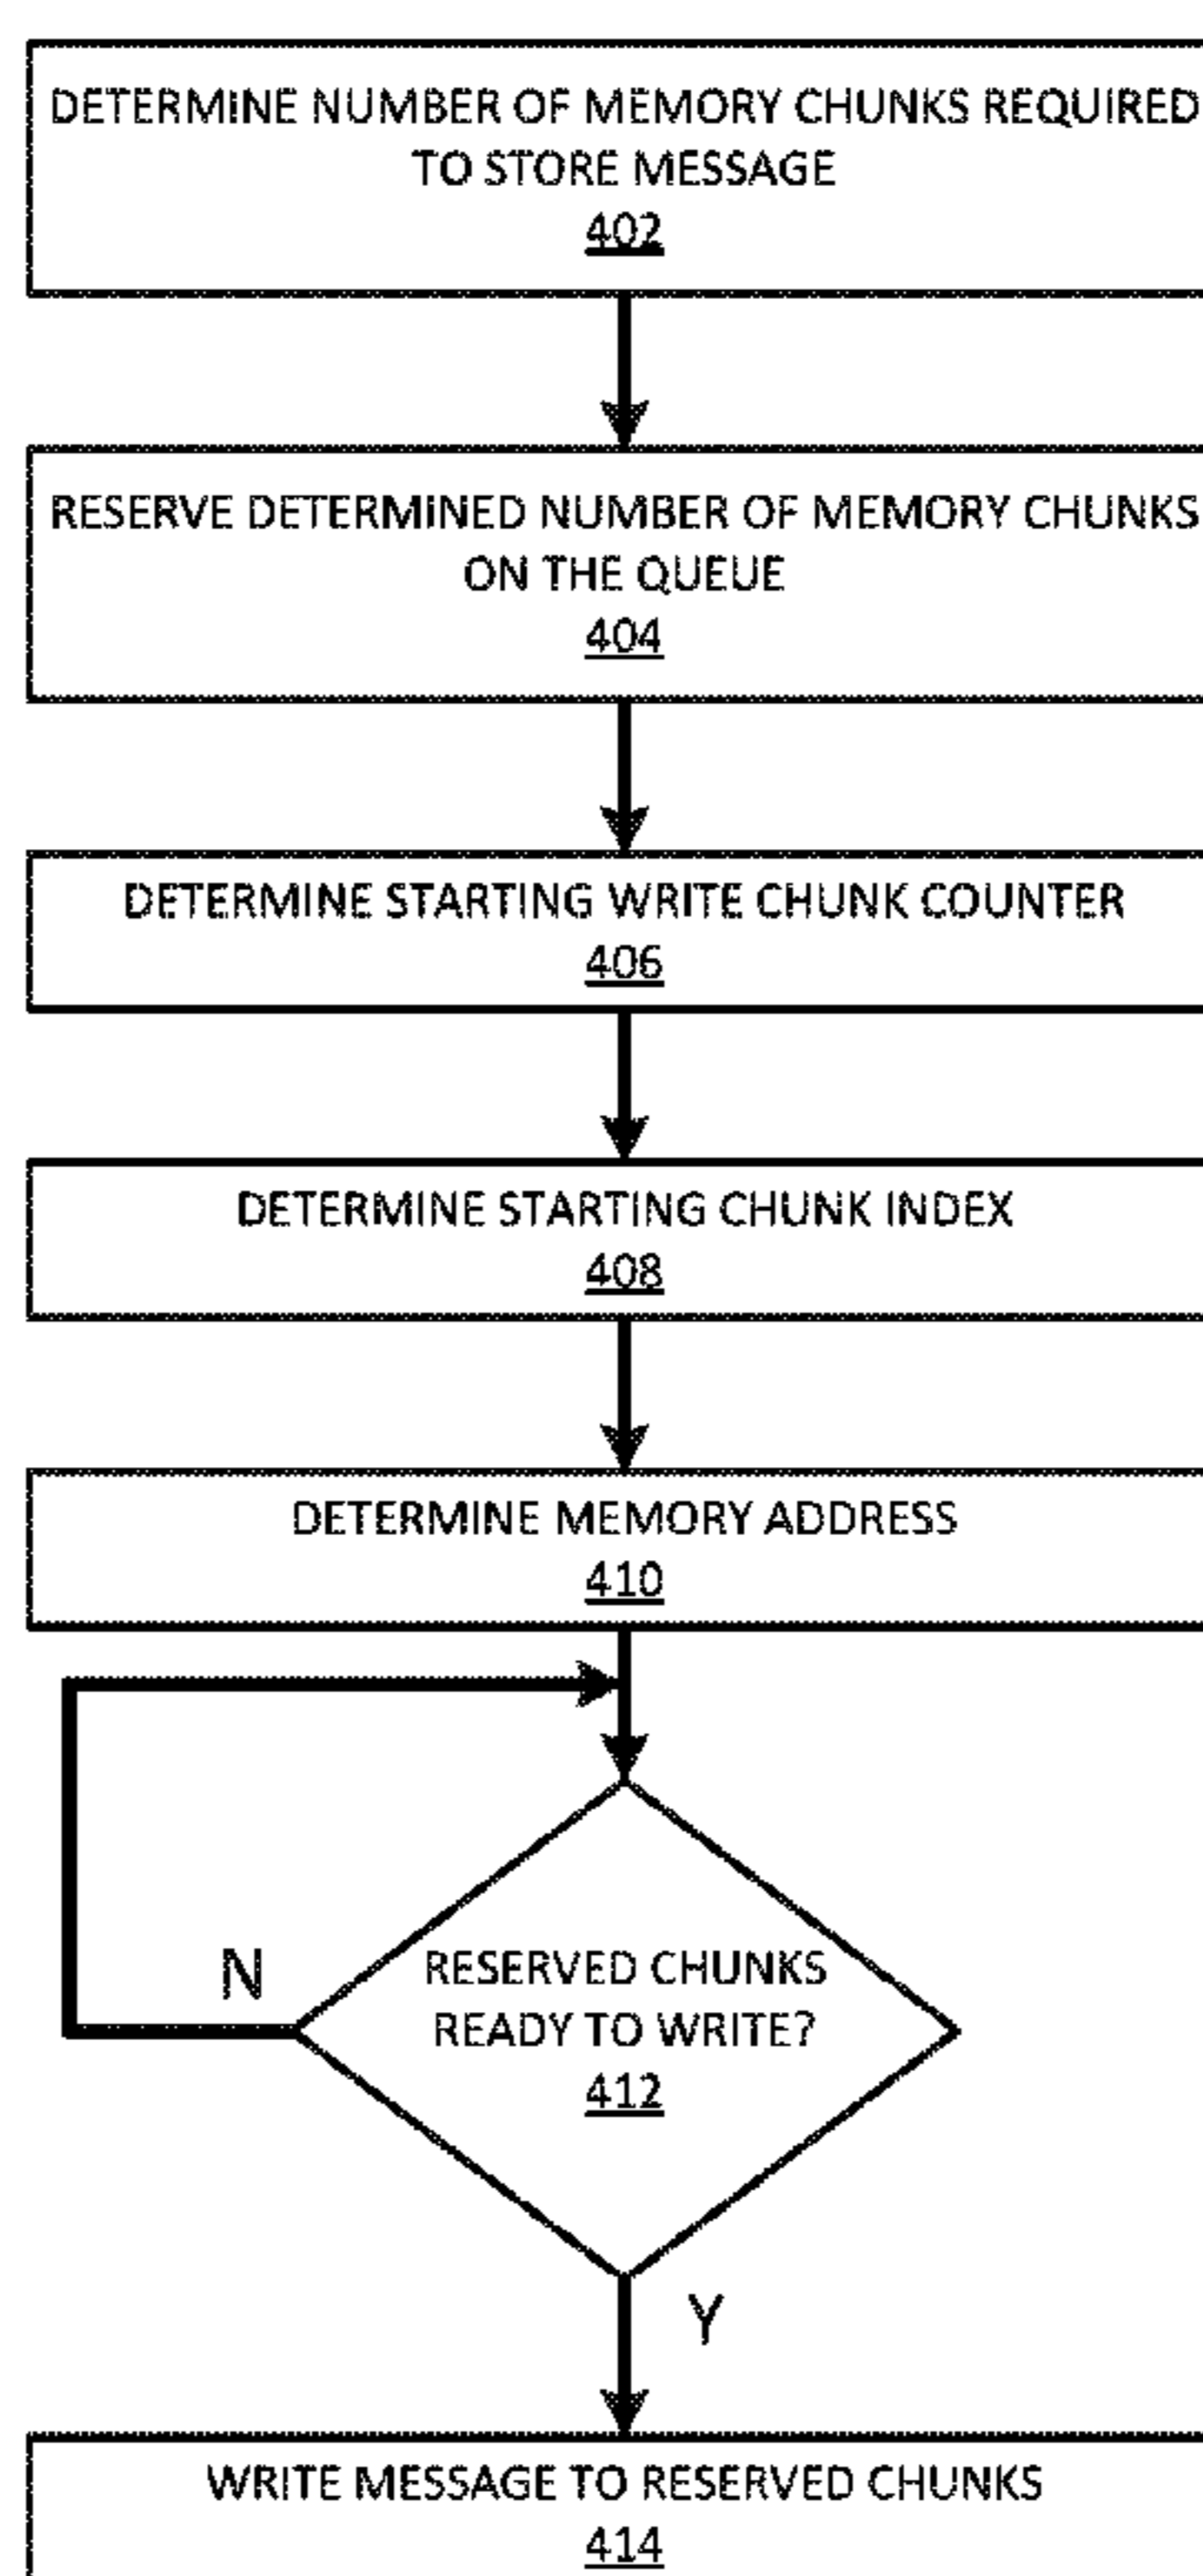 DETERMINE NUMBER OF MEMORY CHUNKS REQUIRED
TO STORE MESSAGE
402
RESERVE DETERMINED NUMBER OF MEMORY CHUNKS
ON THE QUEUE
404
DETERMINE STARTING WRITE CHUNK COUNTER
406
DETERMINE STARTING CHUNK INDEX
408
DETERMINE MEMORY ADDRESS
410
N
RESERVED CHUNKS
READY TO WRITE?
412
Y
WRITE MESSAGE TO RESERVED CHUNKS
414